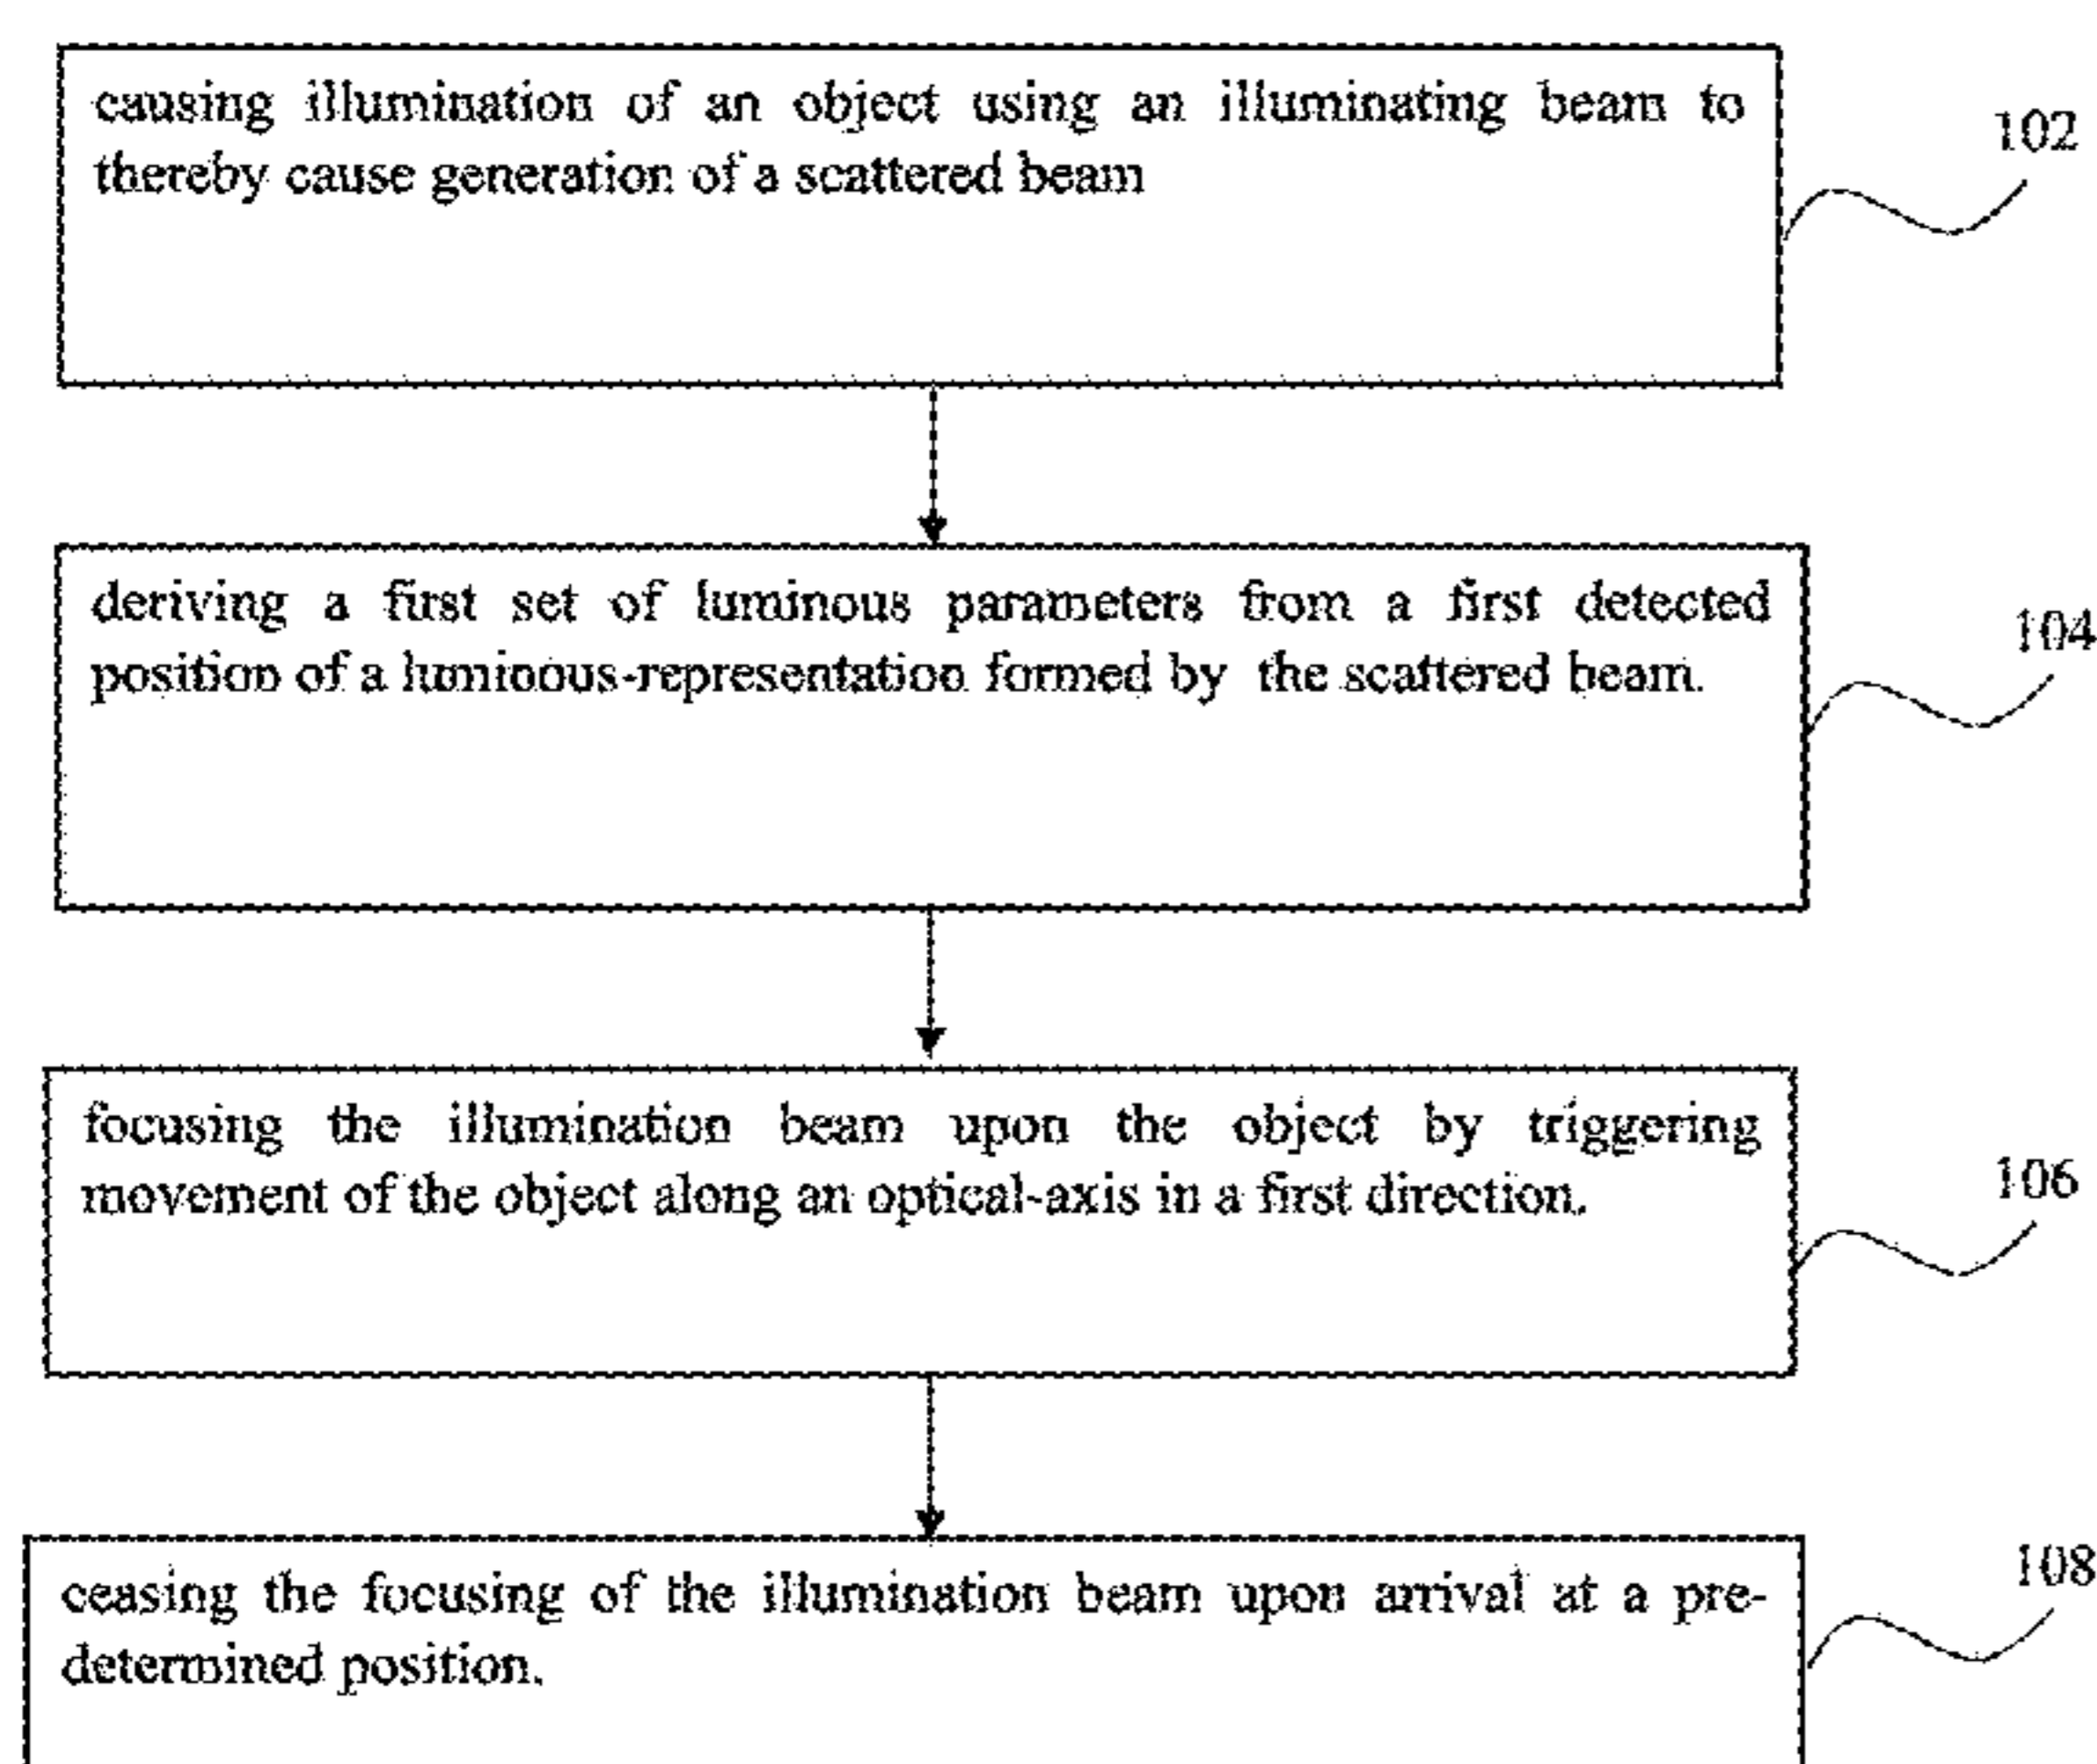 causing illumination of an object using an illuminating beam to
thereby cause generation of a scattered beam
102
deriving a first set of luminous parameters from a first detected
position of a luminous-representation formed by the scattered beam.
104
focusing the illumination beam upon the object by triggering
movement of the object along an optical-axis in a first direction.
106
ceasing the focusing of the illumination beam upon arrival at a pre-
determined position.
108